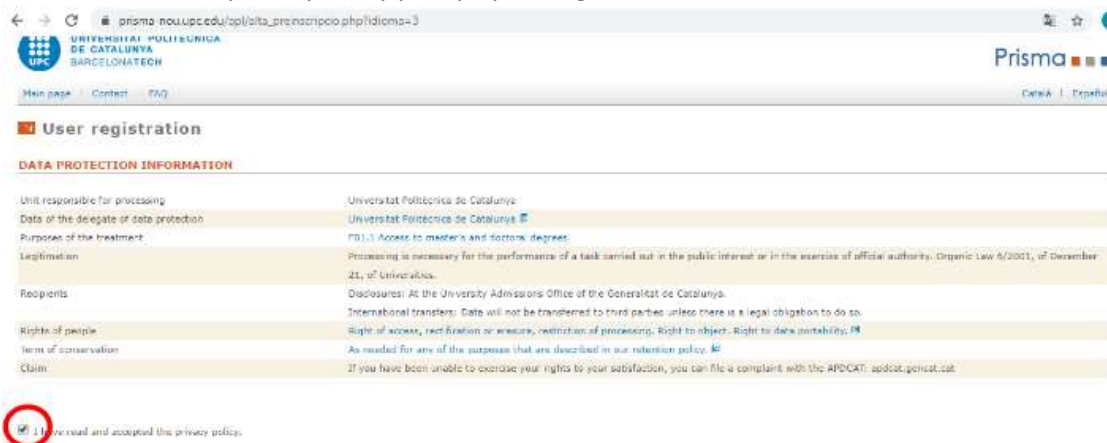 prisma-nou.upc.edu/apl/alta_preinscripcio.php?idioma=3
UNIVERSITAT POLITÈCNICA
DE CATALUNYA
BARCELONATECH
UPC
Prisma
Main page
Contact
FAQ
Català | Español
User registration
DATA PROTECTION INFORMATION
Unit responsible for processing
Universitat Politècnica de Catalunya
Data of the delegate of data protection
Universitat Politècnica de Catalunya
Purposes of the treatment
F01.1 Access to master's and doctoral degrees
Legitimation
Processing is necessary for the performance of a task carried out in the public interest or in the exercise of official authority. Organic Law 6/2001, of December
21, of Universities.
Recipients
Disclosures: At the University Admissions Office of the Generalitat de Catalunya.
International transfers: Data will not be transferred to third parties unless there is a legal obligation to do so.
Rights of people
Right of access, rectification or erasure, restriction of processing. Right to object. Right to data portability.
Term of conservation
As needed for any of the purposes that are described in our retention policy.
Claim
If you have been unable to exercise your rights to your satisfaction, you can file a complaint with the APDCAT: apdcat.gencat.cat
I have read and accepted the privacy policy.